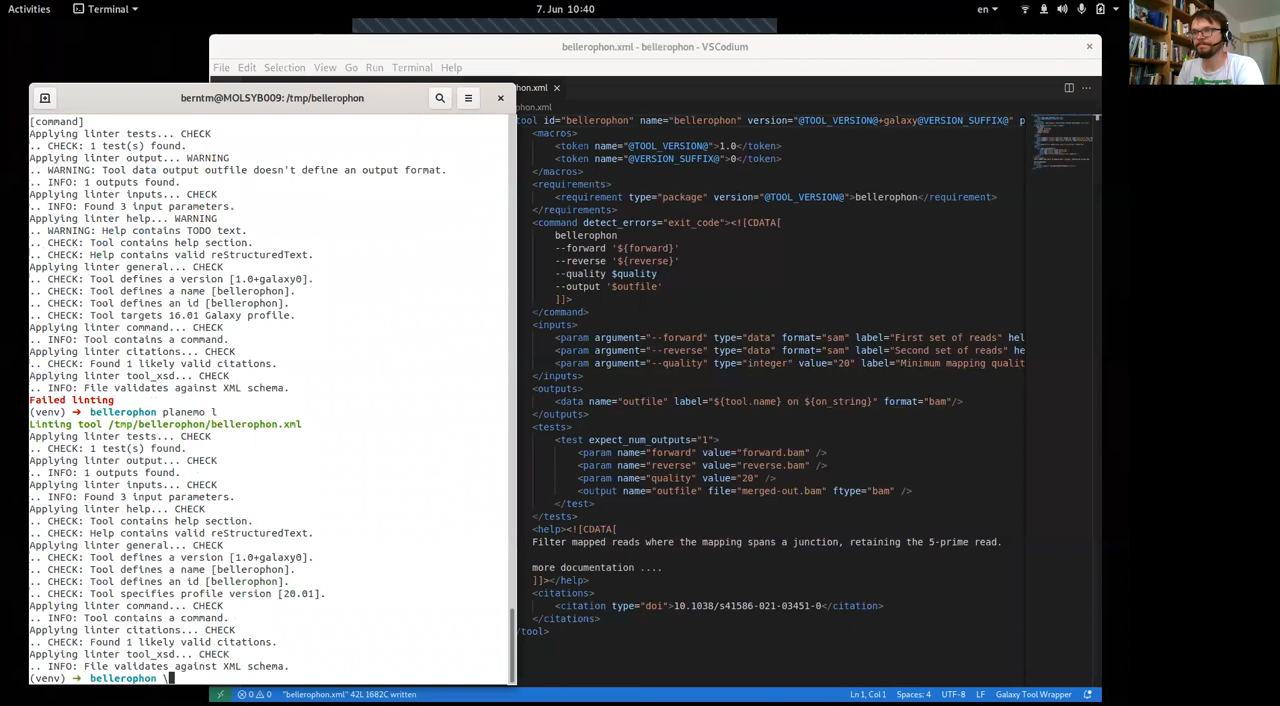 Activities
Terminal
7. Jun 10:40
en
bellerophon.xml - bellerophon - VSCodium
File Edit Selection View Go Run Terminal Help
berntm@MOLSYB009: /tmp/bellerophon
[command]
Applying linter tests... CHECK
.. CHECK: 1 test(s) found.
Applying linter output... WARNING
.. WARNING: Tool data output outfile doesn't define an output format.
.. INFO: 1 outputs found.
Applying linter inputs... CHECK
.. INFO: Found 3 input parameters.
Applying linter help... WARNING
.. WARNING: Help contains TODO text.
.. CHECK: Tool contains help section.
.. CHECK: Help contains valid reStructuredText.
Applying linter general... CHECK
.. CHECK: Tool defines a version [1.0+galaxy0].
.. CHECK: Tool defines a name [bellerophon].
.. CHECK: Tool defines an id [bellerophon].
.. CHECK: Tool targets 16.01 Galaxy profile.
Applying linter command... CHECK
.. INFO: Tool contains a command.
Applying linter citations... CHECK
.. CHECK: Found 1 likely valid citations.
Applying linter tool_xsd... CHECK
.. INFO: File validates against XML schema.
Failed linting
(venv) ➜ bellerophon planemo l
Linting tool /tmp/bellerophon/bellerophon.xml
Applying linter tests... CHECK
.. CHECK: 1 test(s) found.
Applying linter output... CHECK
.. INFO: 1 outputs found.
Applying linter inputs... CHECK
.. INFO: Found 3 input parameters.
Applying linter help... CHECK
.. CHECK: Tool contains help section.
.. CHECK: Help contains valid reStructuredText.
Applying linter general... CHECK
.. CHECK: Tool defines a version [1.0+galaxy0].
.. CHECK: Tool defines a name [bellerophon].
.. CHECK: Tool defines an id [bellerophon].
.. CHECK: Tool specifies profile version [20.01].
Applying linter command... CHECK
.. INFO: Tool contains a command.
Applying linter citations... CHECK
.. CHECK: Found 1 likely valid citations.
Applying linter tool_xsd... CHECK
.. INFO: File validates against XML schema.
(venv) ➜ bellerophon \
hon.xml
hon.xml
tool id="bellerophon" name="bellerophon" version="@TOOL_VERSION@+galaxy@VERSION_SUFFIX@" p
<macros>
<token name="@TOOL_VERSION@">1.0</token>
<token name="@VERSION_SUFFIX@">0</token>
</macros>
<requirements>
<requirement type="package" version="@TOOL_VERSION@">bellerophon</requirement>
</requirements>
<command detect_errors="exit_code"><![CDATA[
bellerophon
--forward '${forward}'
--reverse '${reverse}'
--quality $quality
--output '$outfile'
]]>
</command>
<inputs>
<param argument="--forward" type="data" format="sam" label="First set of reads" hel
<param argument="--reverse" type="data" format="sam" label="Second set of reads" he
<param argument="--quality" type="integer" value="20" label="Minimum mapping qualit
</inputs>
<outputs>
<data name="outfile" label="${tool.name} on ${on_string}" format="bam"/>
</outputs>
<tests>
<test expect_num_outputs="1">
<param name="forward" value="forward.bam" />
<param name="reverse" value="reverse.bam" />
<param name="quality" value="20" />
<output name="outfile" file="merged-out.bam" ftype="bam" />
</test>
</tests>
<help><![CDATA[
Filter mapped reads where the mapping spans a junction, retaining the 5-prime read.
more documentation ....
]]></help>
<citations>
<citation type="doi">10.1038/s41586-021-03451-0</citation>
</citations>
/tool>
0 0 "bellerophon.xml" 42L 1682C written
Ln 1, Col 1 Spaces: 4 UTF-8 LF Galaxy Tool Wrapper